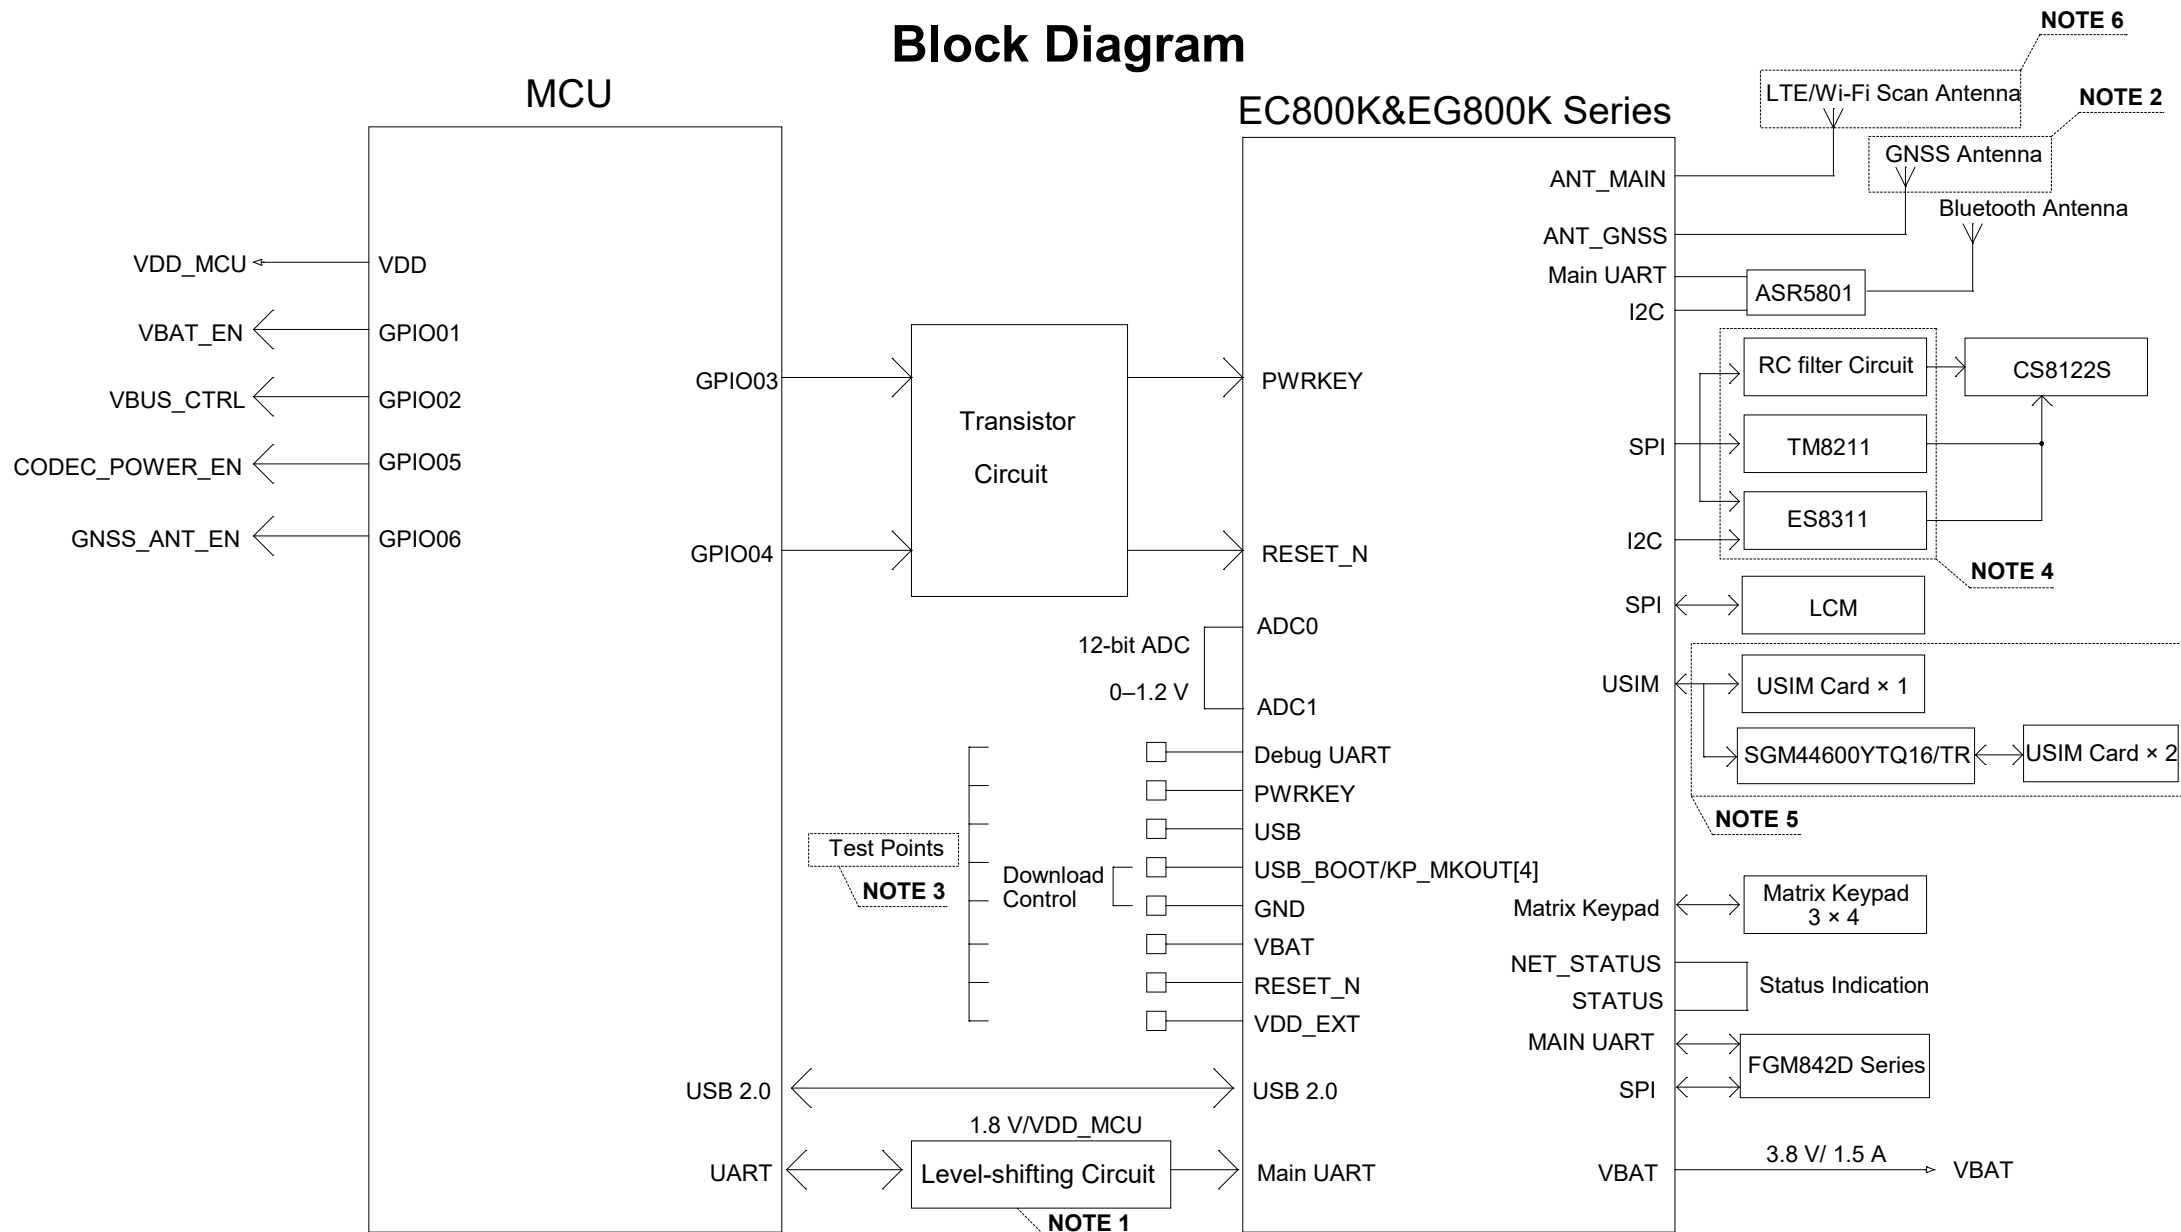 Block Diagram
NOTE 6
MCU
EC800K&EG800K Series
LTE/Wi-Fi Scan Antenna
NOTE 2
GNSS Antenna
ANT_MAIN
Bluetooth Antenna
ANT_GNSS
VDD_MCU
VDD
Main UART
ASR5801
I2C
VBAT_EN
GPIO01
RC filter Circuit
CS8122S
GPIO03
PWRKEY
VBUS_CTRL
GPIO02
Transistor
Circuit
SPI
TM8211
CODEC_POWER_EN
GPIO05
ES8311
GNSS_ANT_EN
GPIO06
I2C
GPIO04
RESET_N
NOTE 4
SPI
LCM
ADC0
12-bit ADC
0–1.2 V
ADC1
USIM
USIM Card × 1
SGM44600YTQ16/TR
USIM Card × 2
NOTE 5
Debug UART
PWRKEY
USB
Test Points
NOTE 3
Download
Control
USB_BOOT/KP_MKOUT[4]
GND
VBAT
RESET_N
VDD_EXT
Matrix Keypad
Matrix Keypad
3 × 4
NET_STATUS
STATUS
Status Indication
MAIN UART
FGM842D Series
SPI
USB 2.0
USB 2.0
1.8 V/VDD_MCU
UART
Level-shifting Circuit
Main UART
NOTE 1
VBAT
3.8 V/ 1.5 A
VBAT